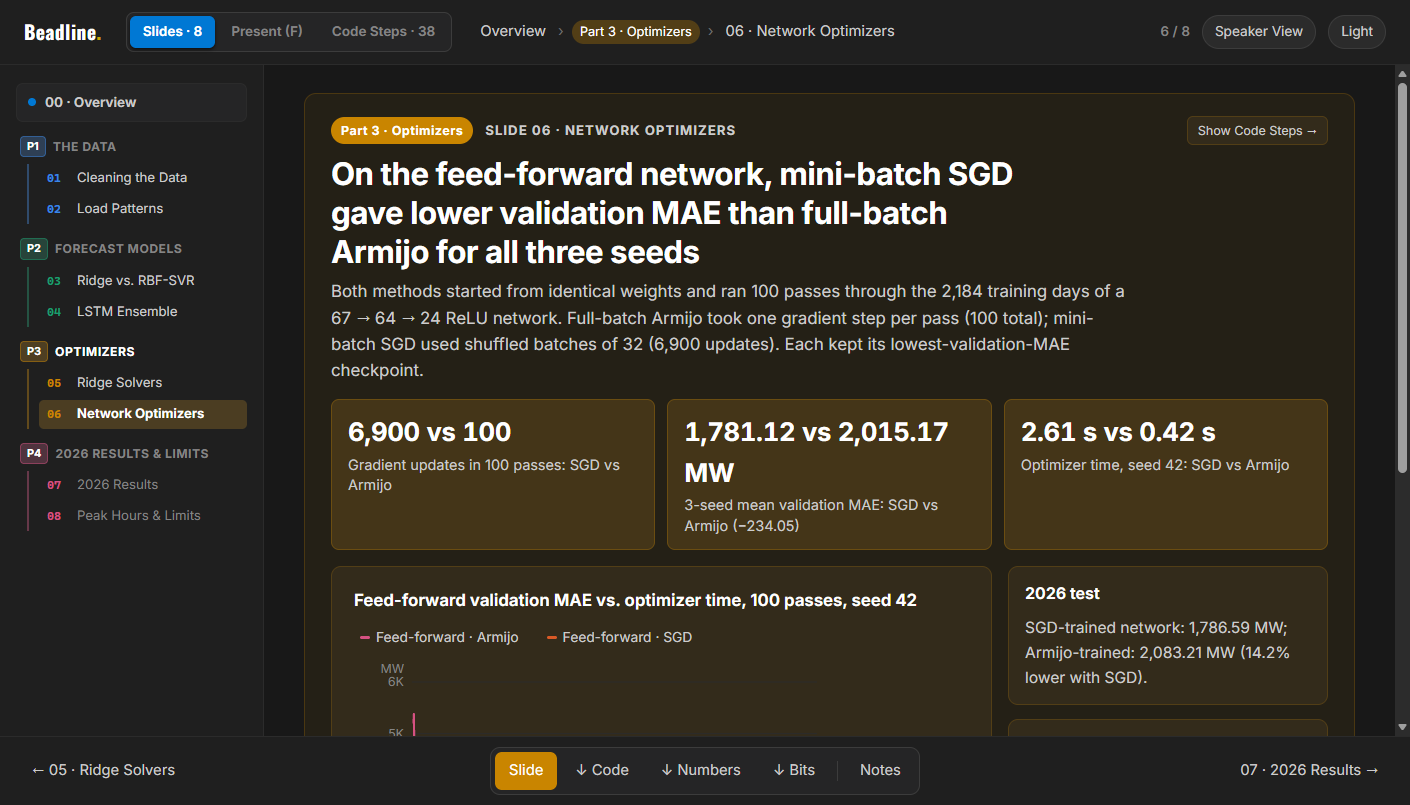 Beadline.
Slides · 8
Present (F)
Code Steps · 38
Overview › Part 3 · Optimizers › 06 · Network Optimizers
6 / 8
Speaker View
Light
00 · Overview
P1 THE DATA
01 Cleaning the Data
02 Load Patterns
P2 FORECAST MODELS
03 Ridge vs. RBF-SVR
04 LSTM Ensemble
P3 OPTIMIZERS
05 Ridge Solvers
06 Network Optimizers
P4 2026 RESULTS & LIMITS
07 2026 Results
08 Peak Hours & Limits
Part 3 · Optimizers
SLIDE 06 · NETWORK OPTIMIZERS
Show Code Steps →
On the feed-forward network, mini-batch SGD
gave lower validation MAE than full-batch
Armijo for all three seeds
Both methods started from identical weights and ran 100 passes through the 2,184 training days of a
67 → 64 → 24 ReLU network. Full-batch Armijo took one gradient step per pass (100 total); mini-
batch SGD used shuffled batches of 32 (6,900 updates). Each kept its lowest-validation-MAE
checkpoint.
6,900 vs 100
Gradient updates in 100 passes: SGD vs
Armijo
1,781.12 vs 2,015.17
MW
3-seed mean validation MAE: SGD vs
Armijo (−234.05)
2.61 s vs 0.42 s
Optimizer time, seed 42: SGD vs Armijo
Feed-forward validation MAE vs. optimizer time, 100 passes, seed 42
Feed-forward · Armijo
Feed-forward · SGD
MW
6K
5K
2026 test
SGD-trained network: 1,786.59 MW;
Armijo-trained: 2,083.21 MW (14.2%
lower with SGD).
← 05 · Ridge Solvers
Slide
↓ Code
↓ Numbers
↓ Bits
Notes
07 · 2026 Results →